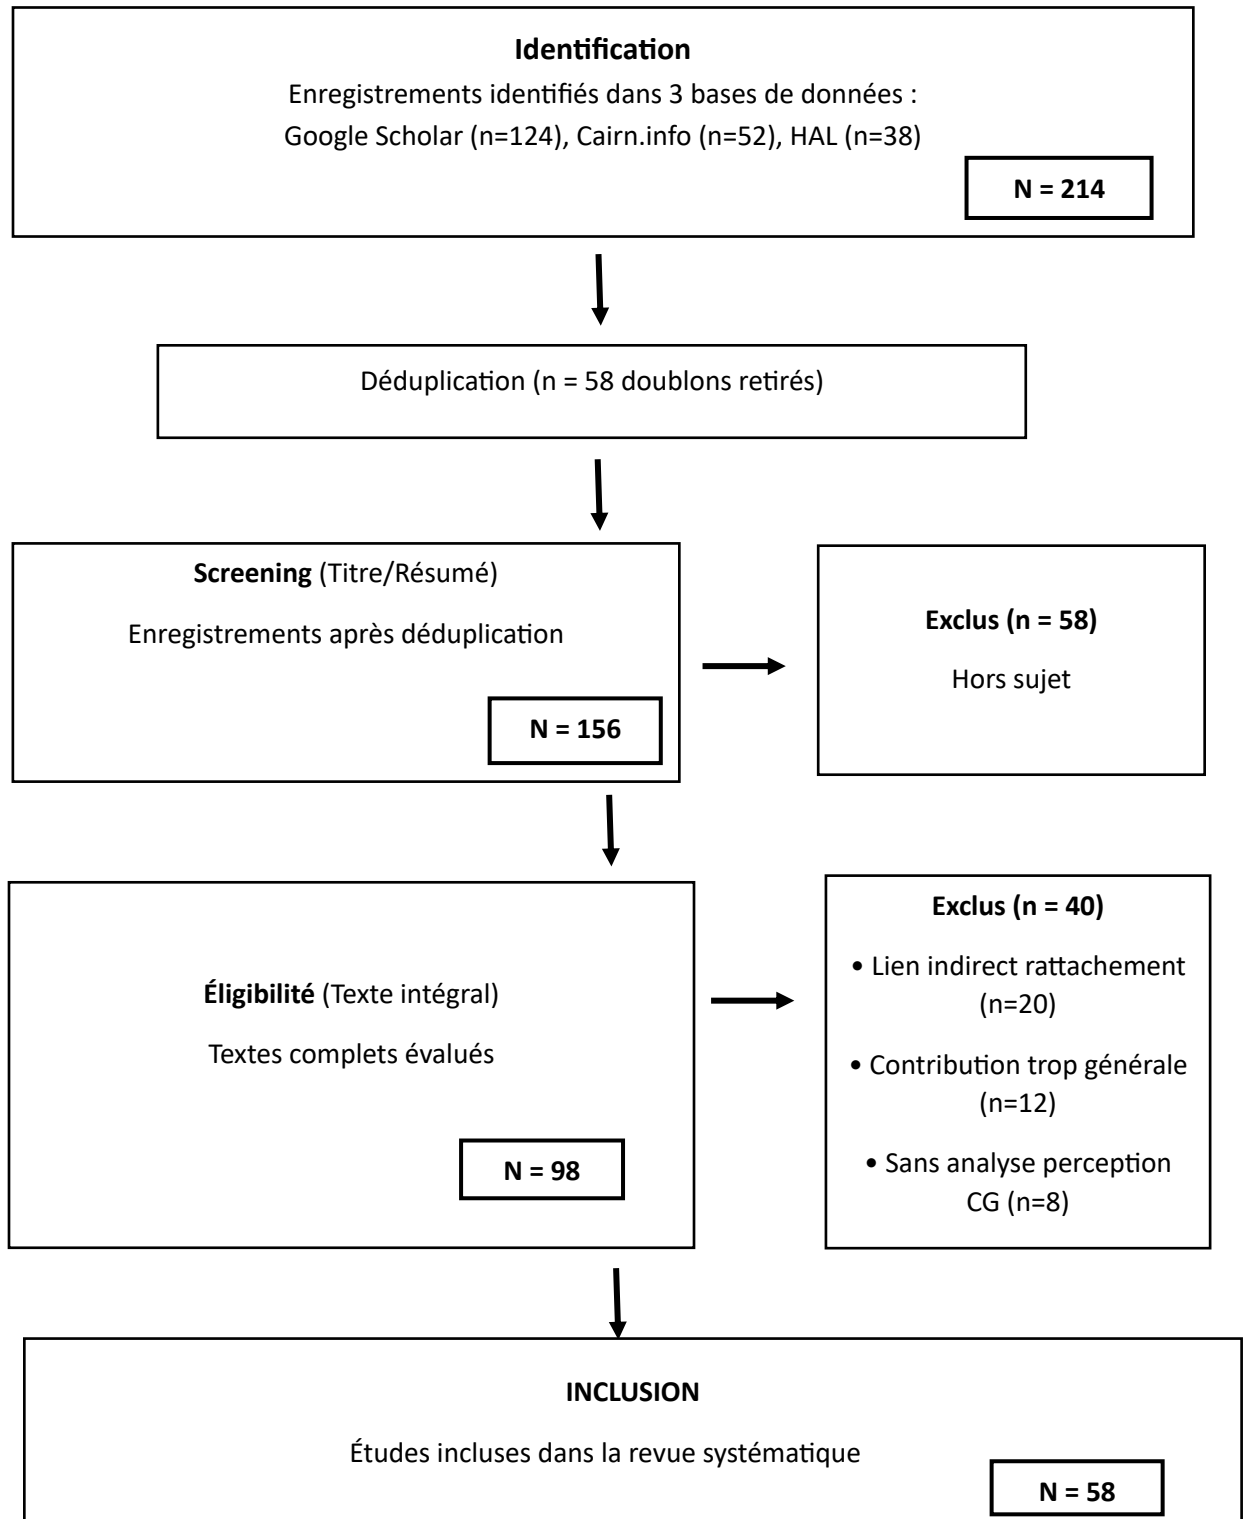 Identification
Enregistrements identifiés dans 3 bases de données :
Google Scholar (n=124), Cairn.info (n=52), HAL (n=38)
N = 214
Déduplication (n = 58 doublons retirés)
Screening (Titre/Résumé)
Enregistrements après déduplication
N = 156
Exclus (n = 58)
Hors sujet
Éligibilité (Texte intégral)
Textes complets évalués
N = 98
Exclus (n = 40)
• Lien indirect rattachement
(n=20)
• Contribution trop générale
(n=12)
• Sans analyse perception
CG (n=8)
INCLUSION
Études incluses dans la revue systématique
N = 58